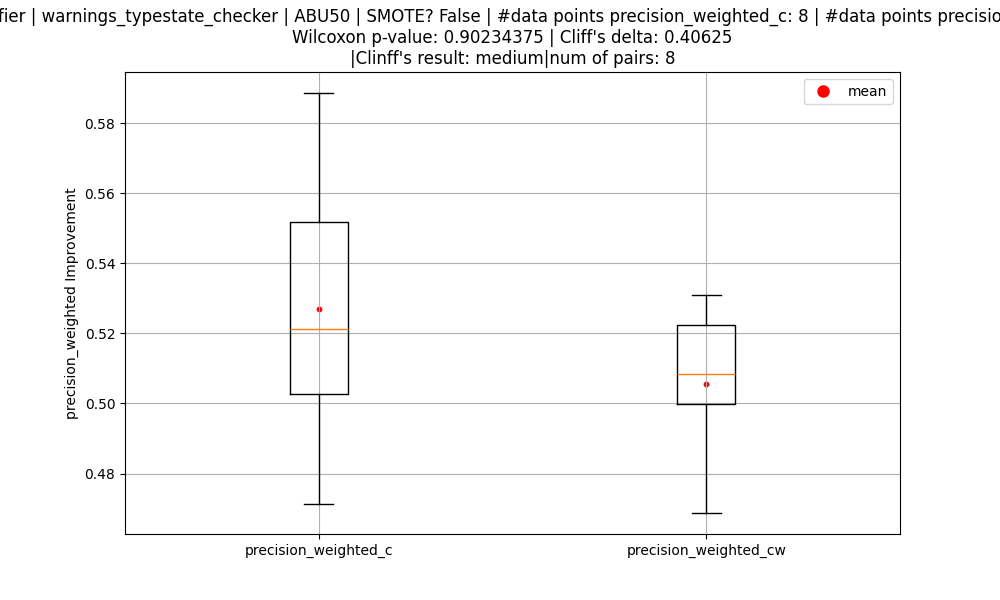 fier | warnings_typestate_checker | ABU50 | SMOTE? False | #data points precision_weighted_c: 8 | #data points precisio
Wilcoxon p-value: 0.90234375 | Cliff's delta: 0.40625
|Clinff's result: medium|num of pairs: 8
mean
0.58
0.56
0.54
0.52
0.50
0.48
precision_weighted Improvement
precision_weighted_c
precision_weighted_cw